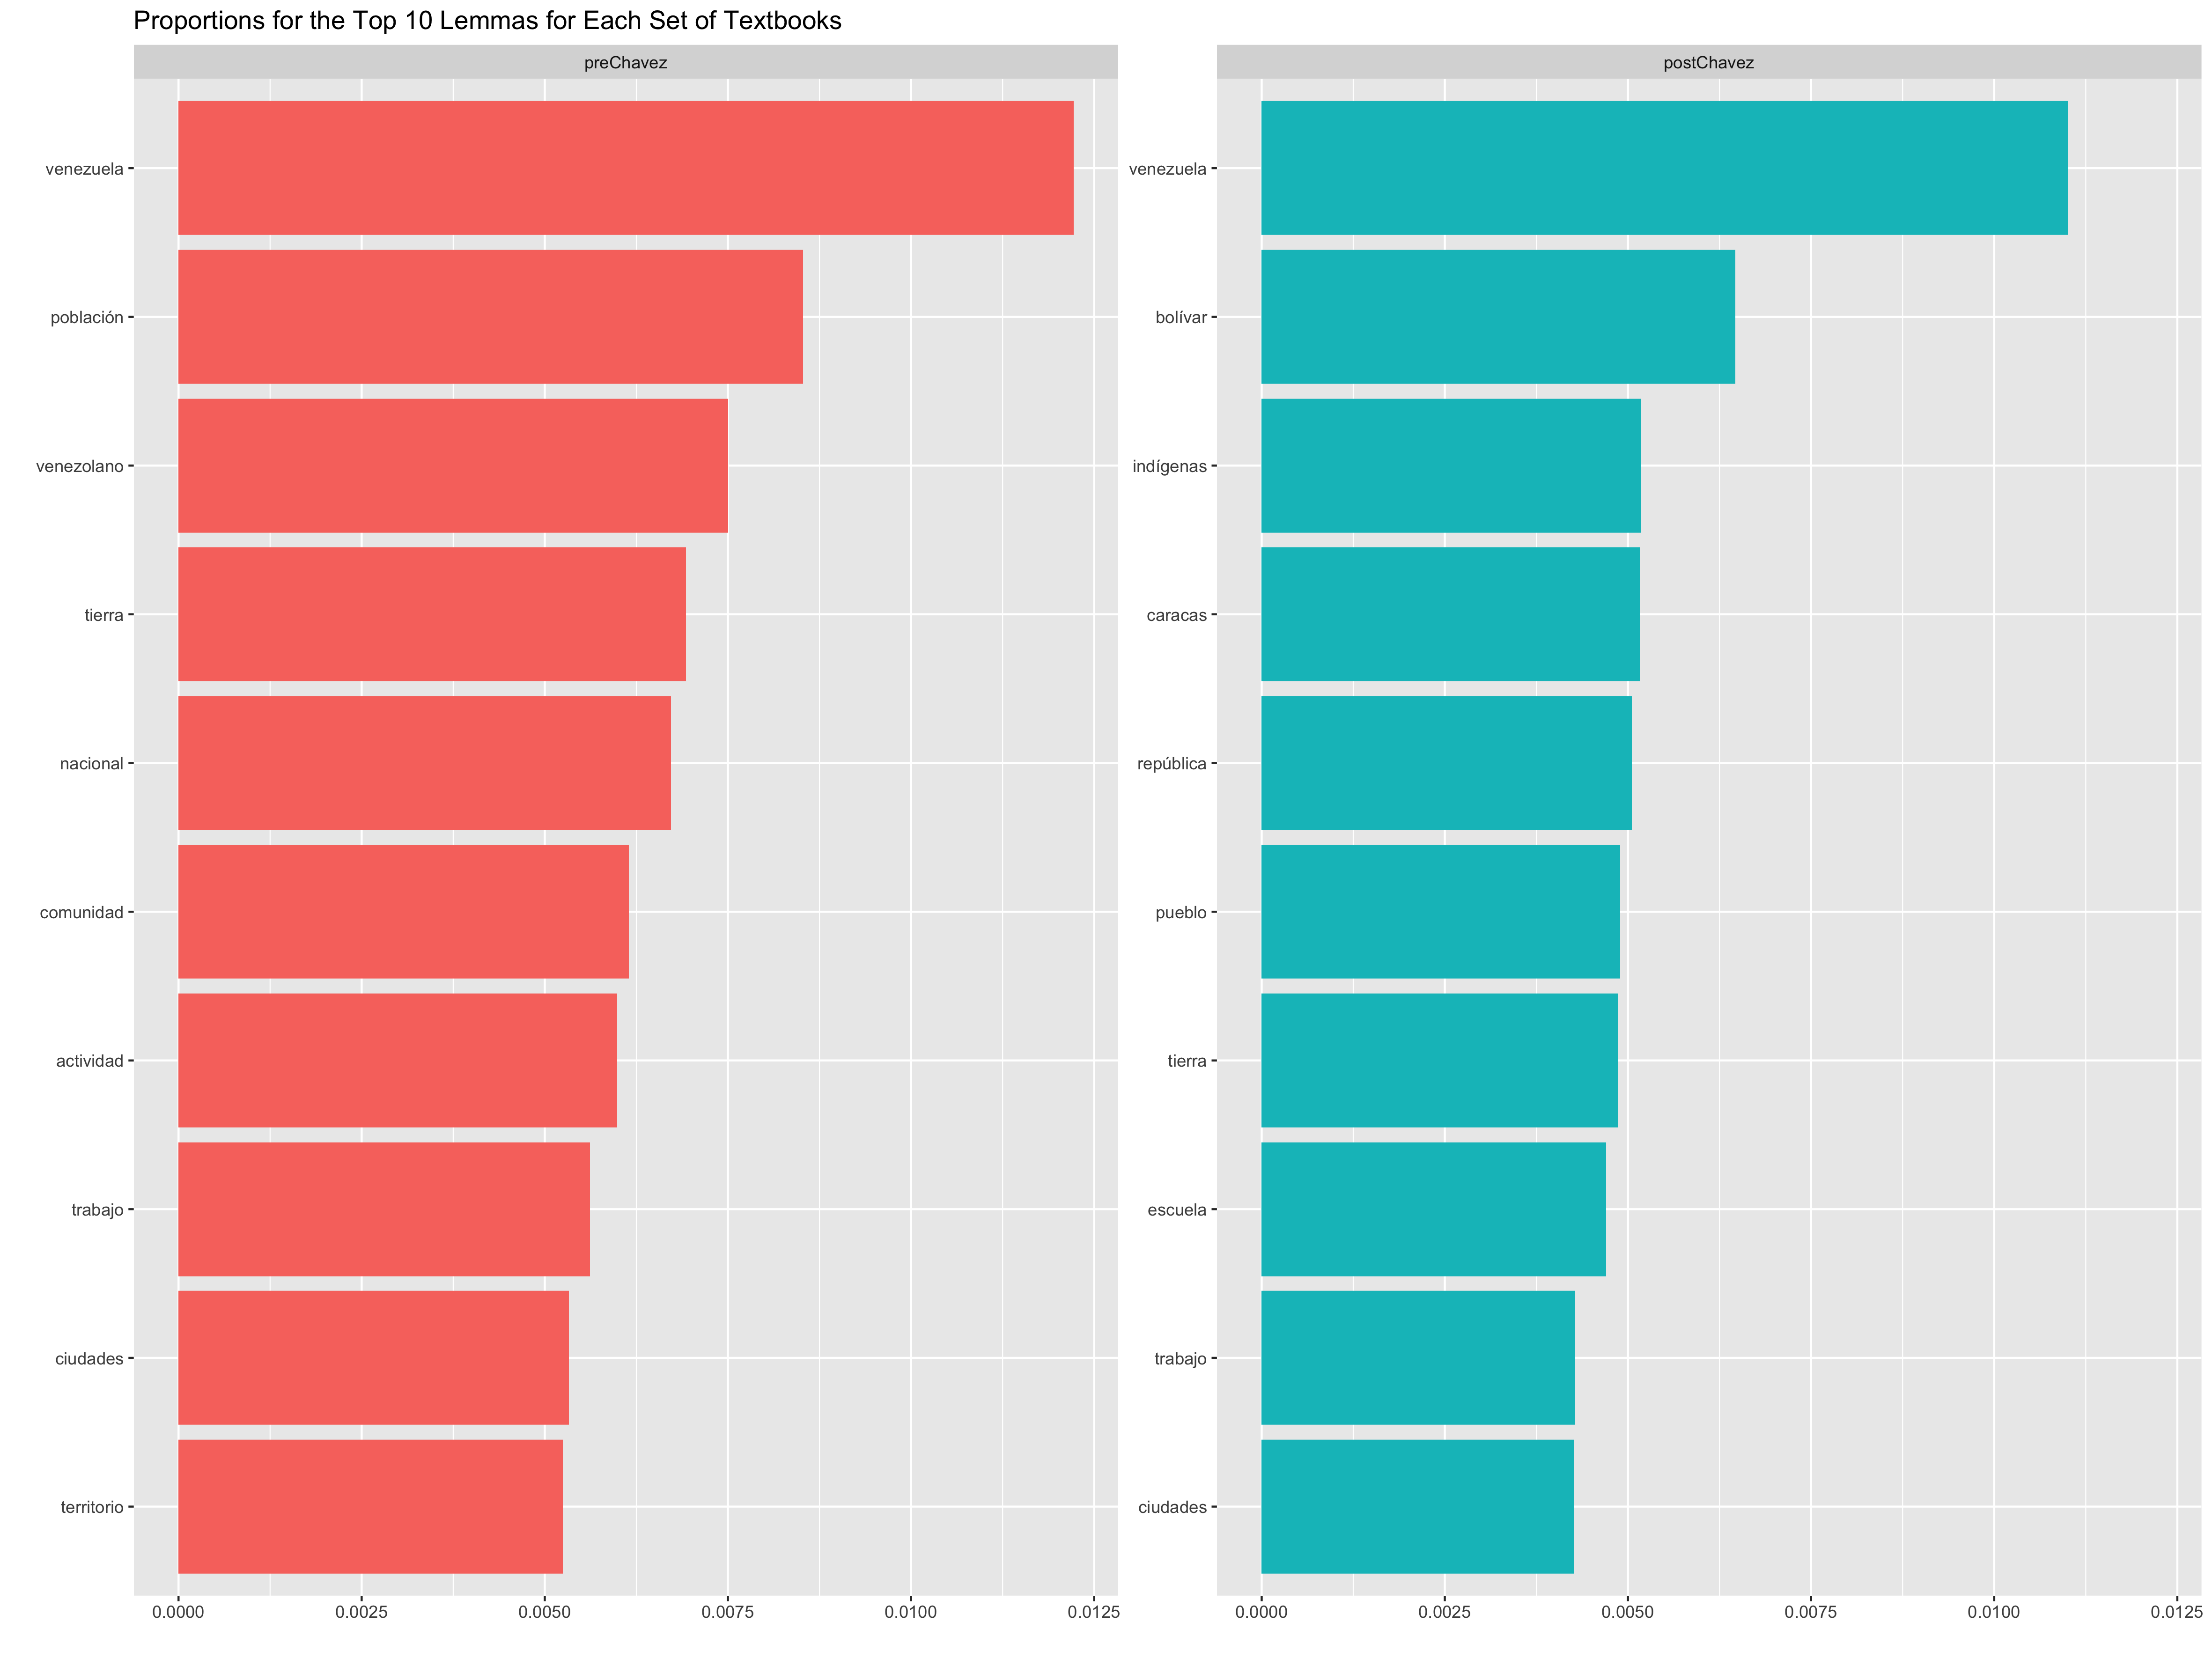 Proportions for the Top 10 Lemmas for Each Set of Textbooks
preChavez
venezuela
población
venezolano
tierra
nacional
comunidad
actividad
trabajo
ciudades
territorio
0.0000 0.0025 0.0050 0.0075 0.0100 0.0125
postChavez
venezuela
bolívar
indígenas
caracas
república
pueblo
tierra
escuela
trabajo
ciudades
0.0000 0.0025 0.0050 0.0075 0.0100 0.0125